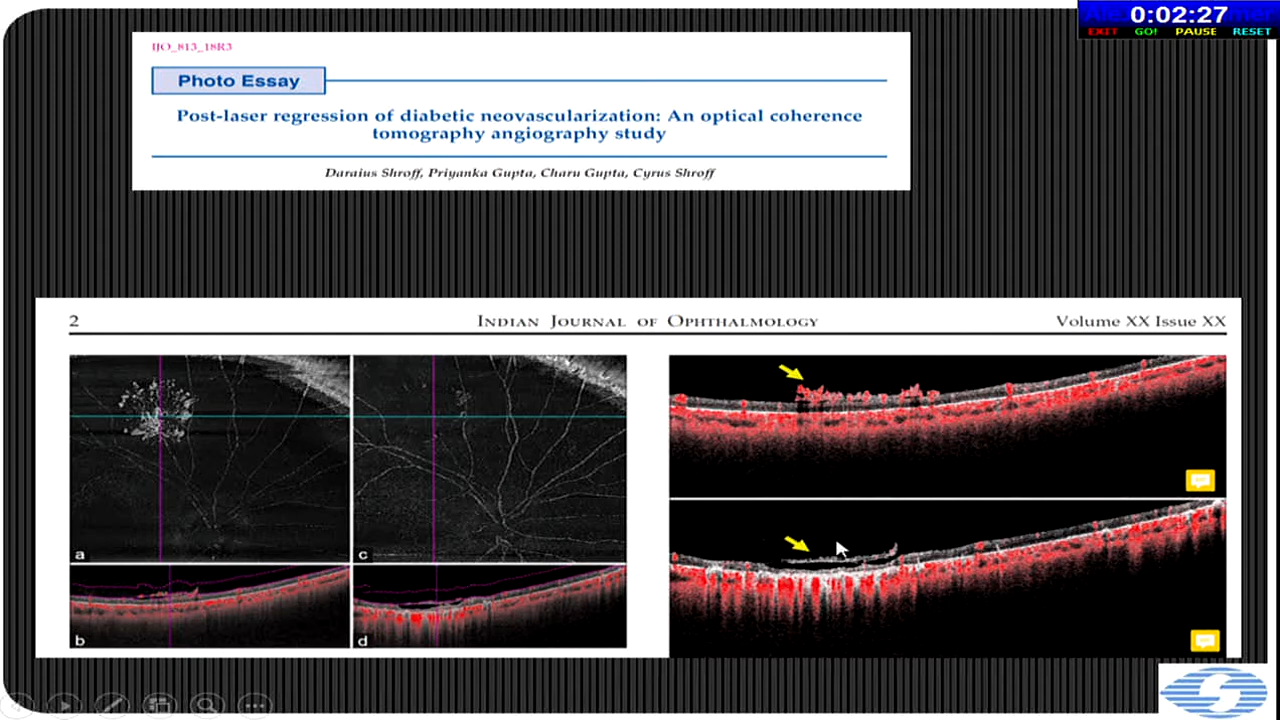 0:02:27
EXIT GO! PAUSE RESET
IJO_813_18R3
Photo Essay
Post-laser regression of diabetic neovascularization: An optical coherence
tomography angiography study
Daraius Shroff, Priyanka Gupta, Charu Gupta, Cyrus Shroff
2 Indian Journal of Ophthalmology Volume XX Issue XX
a c
b d